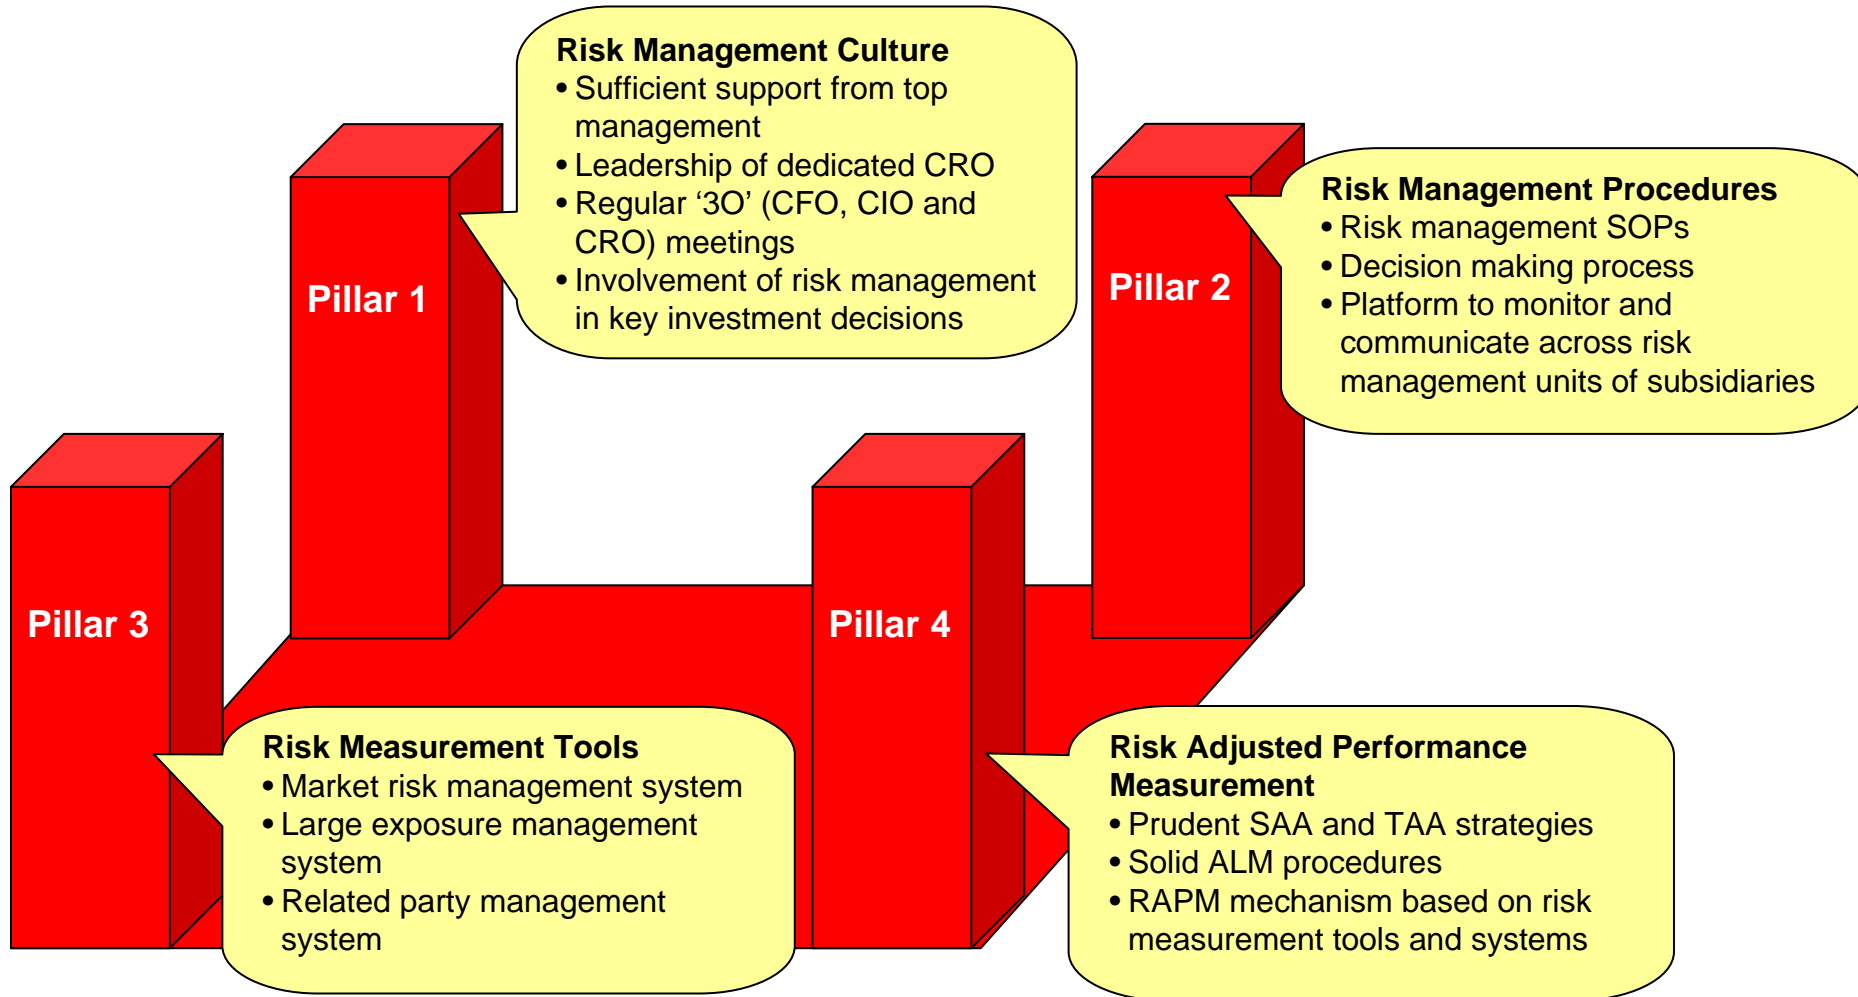 Risk Management Culture
• Sufficient support from top
management
• Leadership of dedicated CRO
• Regular ‘3O’ (CFO, CIO and
CRO) meetings
• Involvement of risk management
in key investment decisions
Pillar 1
Risk Management Procedures
• Risk management SOPs
• Decision making process
• Platform to monitor and
communicate across risk
management units of subsidiaries
Pillar 2
Pillar 3
Risk Measurement Tools
• Market risk management system
• Large exposure management
system
• Related party management
system
Pillar 4
Risk Adjusted Performance
Measurement
• Prudent SAA and TAA strategies
• Solid ALM procedures
• RAPM mechanism based on risk
measurement tools and systems